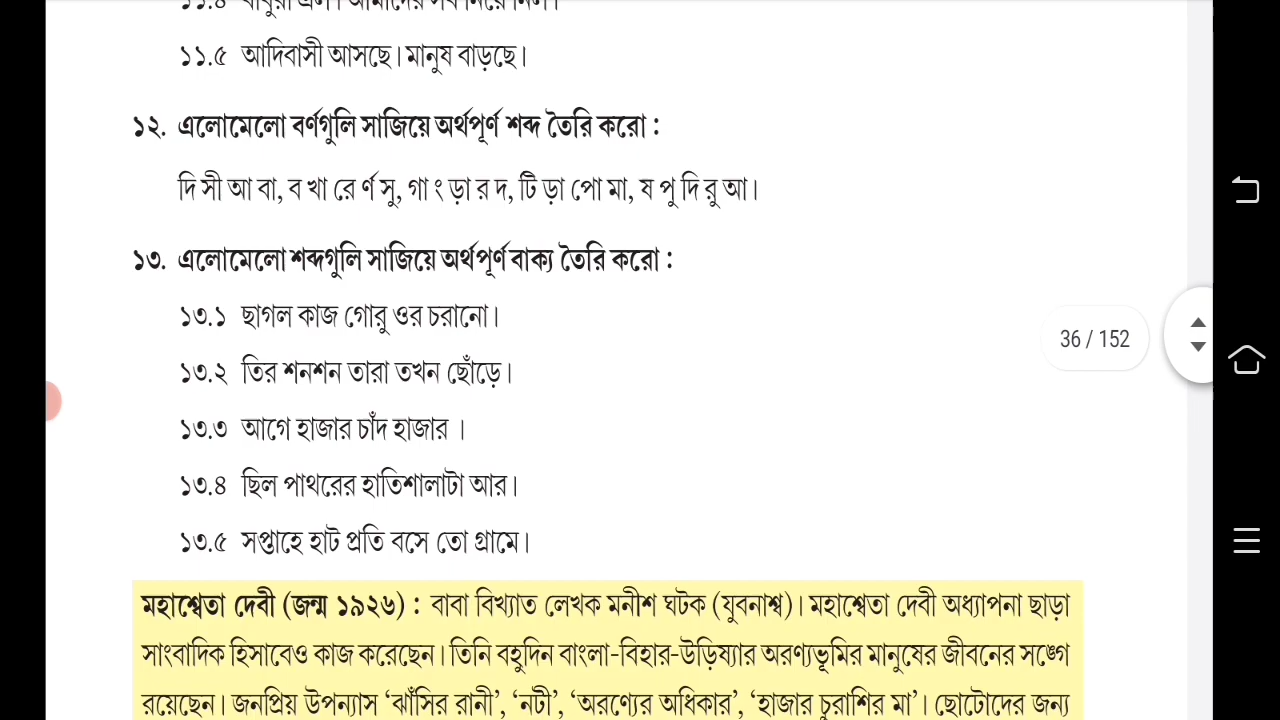 ১১.৫ আদিবাসী আসছে। মানুষ বাড়ছে।
১২. এলোমেলো বর্ণগুলি সাজিয়ে অর্থপূর্ণ শব্দ তৈরি করো :
দি সী আ বা, ব খা রে র্ণ সু, গা ং ড়া র দ, টি ড়া পো মা, ষ পু দি রু আ।
১৩. এলোমেলো শব্দগুলি সাজিয়ে অর্থপূর্ণ বাক্য তৈরি করো :
১৩.১ ছাগল কাজ গোরু ওর চরানো।
36 / 152
১৩.২ তির শনশন তারা তখন ছোঁড়ে।
১৩.৩ আগে হাজার চাঁদ হাজার ।
১৩.৪ ছিল পাথরের হাতিশালাটা আর।
১৩.৫ সপ্তাহে হাট প্রতি বসে তো গ্রামে।
মহাশ্বেতা দেবী (জন্ম ১৯২৬) : বাবা বিখ্যাত লেখক মনীশ ঘটক (যুবনাশ্ব)। মহাশ্বেতা দেবী অধ্যাপনা ছাড়া
সাংবাদিক হিসাবেও কাজ করেছেন। তিনি বহুদিন বাংলা-বিহার-উড়িষ্যার অরণ্যভূমির মানুষের জীবনের সঙ্গে
রয়েছেন। জনপ্রিয় উপন্যাস ‘ঝাঁসির রানী’, ‘নটী’, ‘অরণ্যের অধিকার’, ‘হাজার চুরাশির মা’। ছোটোদের জন্য